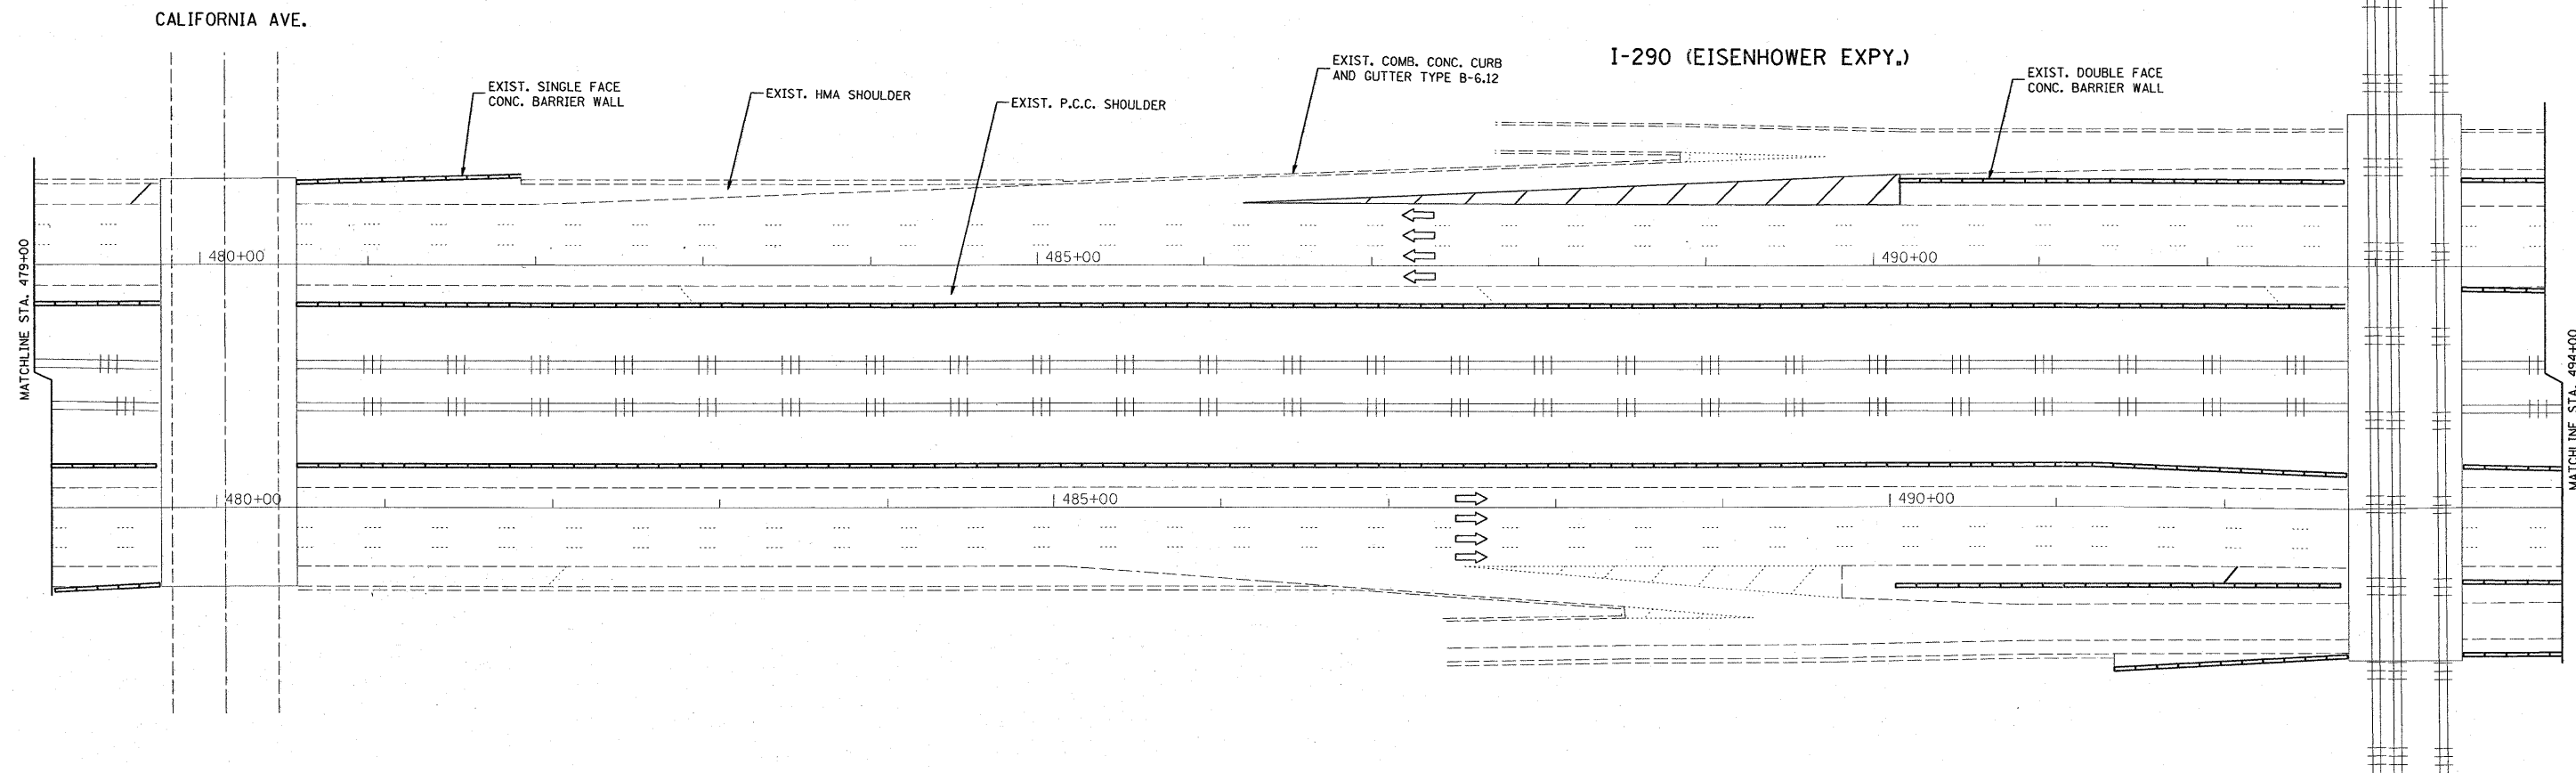 CALIFORNIA AVE.
I-290 (EISENHOWER EXPY.)
EXIST. SINGLE FACE
CONC. BARRIER WALL
EXIST. HMA SHOULDER
EXIST. P.C.C. SHOULDER
EXIST. COMB. CONC. CURB
AND GUTTER TYPE B-6.12
EXIST. DOUBLE FACE
CONC. BARRIER WALL
MATCHLINE STA. 479+00
480+00
485+00
490+00
MATCHLINE STA. 494+00
480+00
485+00
490+00